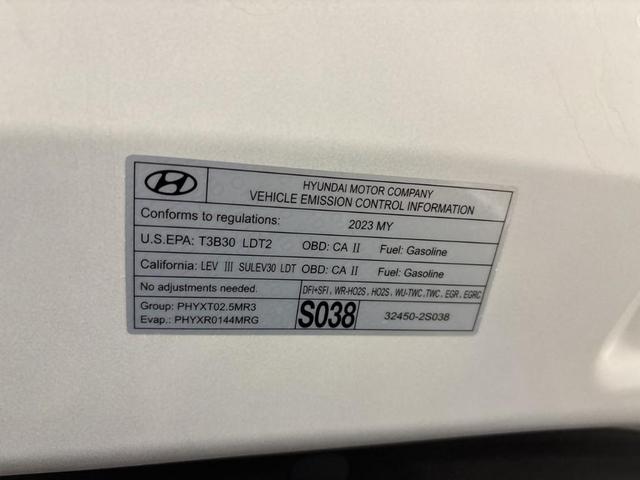 HYUNDAI MOTOR COMPANY
VEHICLE EMISSION CONTROL INFORMATION
Conforms to regulations: 2023 MY
U.S.EPA: T3B30 LDT2 OBD: CA II Fuel: Gasoline
California: LEV III SULEV30 LDT OBD: CA II Fuel: Gasoline
No adjustments needed. DFI+SFI, WR-HO2S, HO2S, WU-TWC, TWC, EGR, EGRC
Group: PHYXT02.5MR3
Evap.: PHYXR0144MRG
S038
32450-2S038